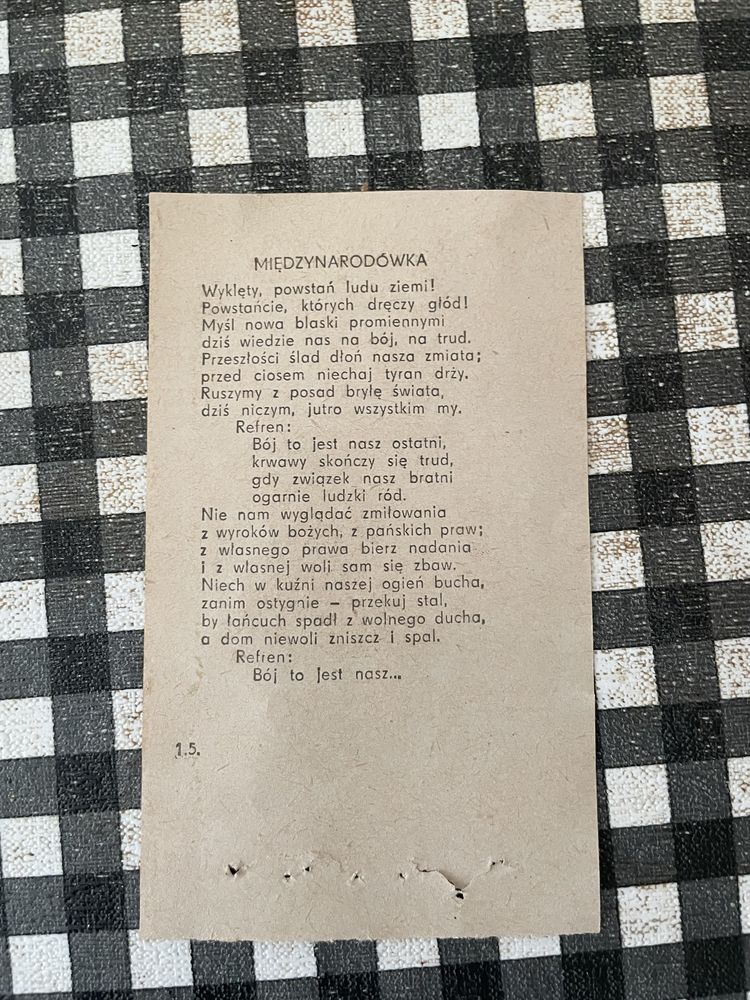 MIĘDZYNARODÓWKA
Wyklęty, powstań ludu ziemi!
Powstańcie, których dręczy głód!
Myśl nowa blaski promiennymi
dziś wiedzie nas na bój, na trud.
Przeszłości ślad dłoń nasza zmiata;
przed ciosem niechaj tyran drży.
Ruszymy z posad bryłę świata,
dziś niczym, jutro wszystkim my.
Refren:
Bój to jest nasz ostatni,
krwawy skończy się trud,
gdy związek nasz bratni
ogarnie ludzki ród.
Nie nam wyglądać zmiłowania
z wyroków bożych, z pańskich praw;
z własnego prawa bierz nadania
i z własnej woli sam się zbaw.
Niech w kuźni naszej ogień bucha,
zanim ostygnie – przekuj stal,
by łańcuch spadł z wolnego ducha,
a dom niewoli zniszcz i spal.
Refren:
Bój to jest nasz...
1.5.